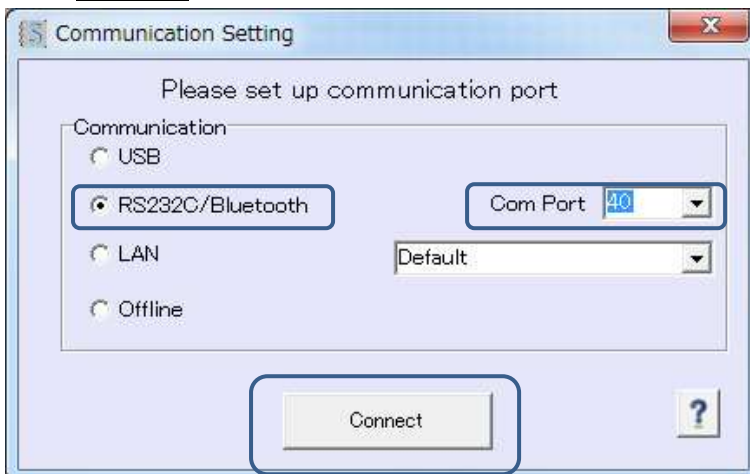 Communication Setting
Please set up communication port
Communication
USB
RS232C/Bluetooth
Com Port 40
LAN
Default
Offline
Connect
?